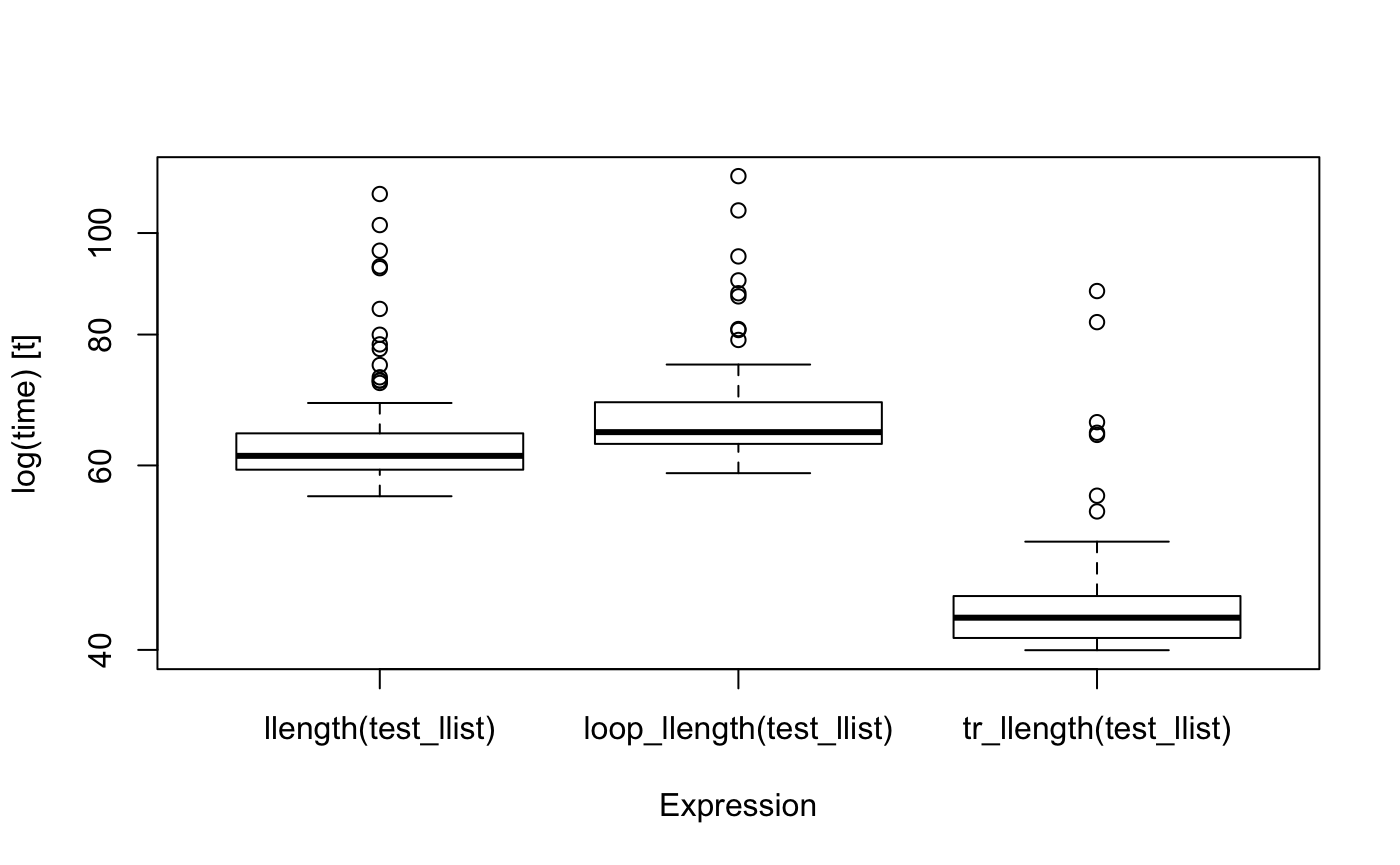 log(time) [t]
100
80
60
40
llength(test_llist) loop_llength(test_llist) tr_llength(test_llist)
Expression